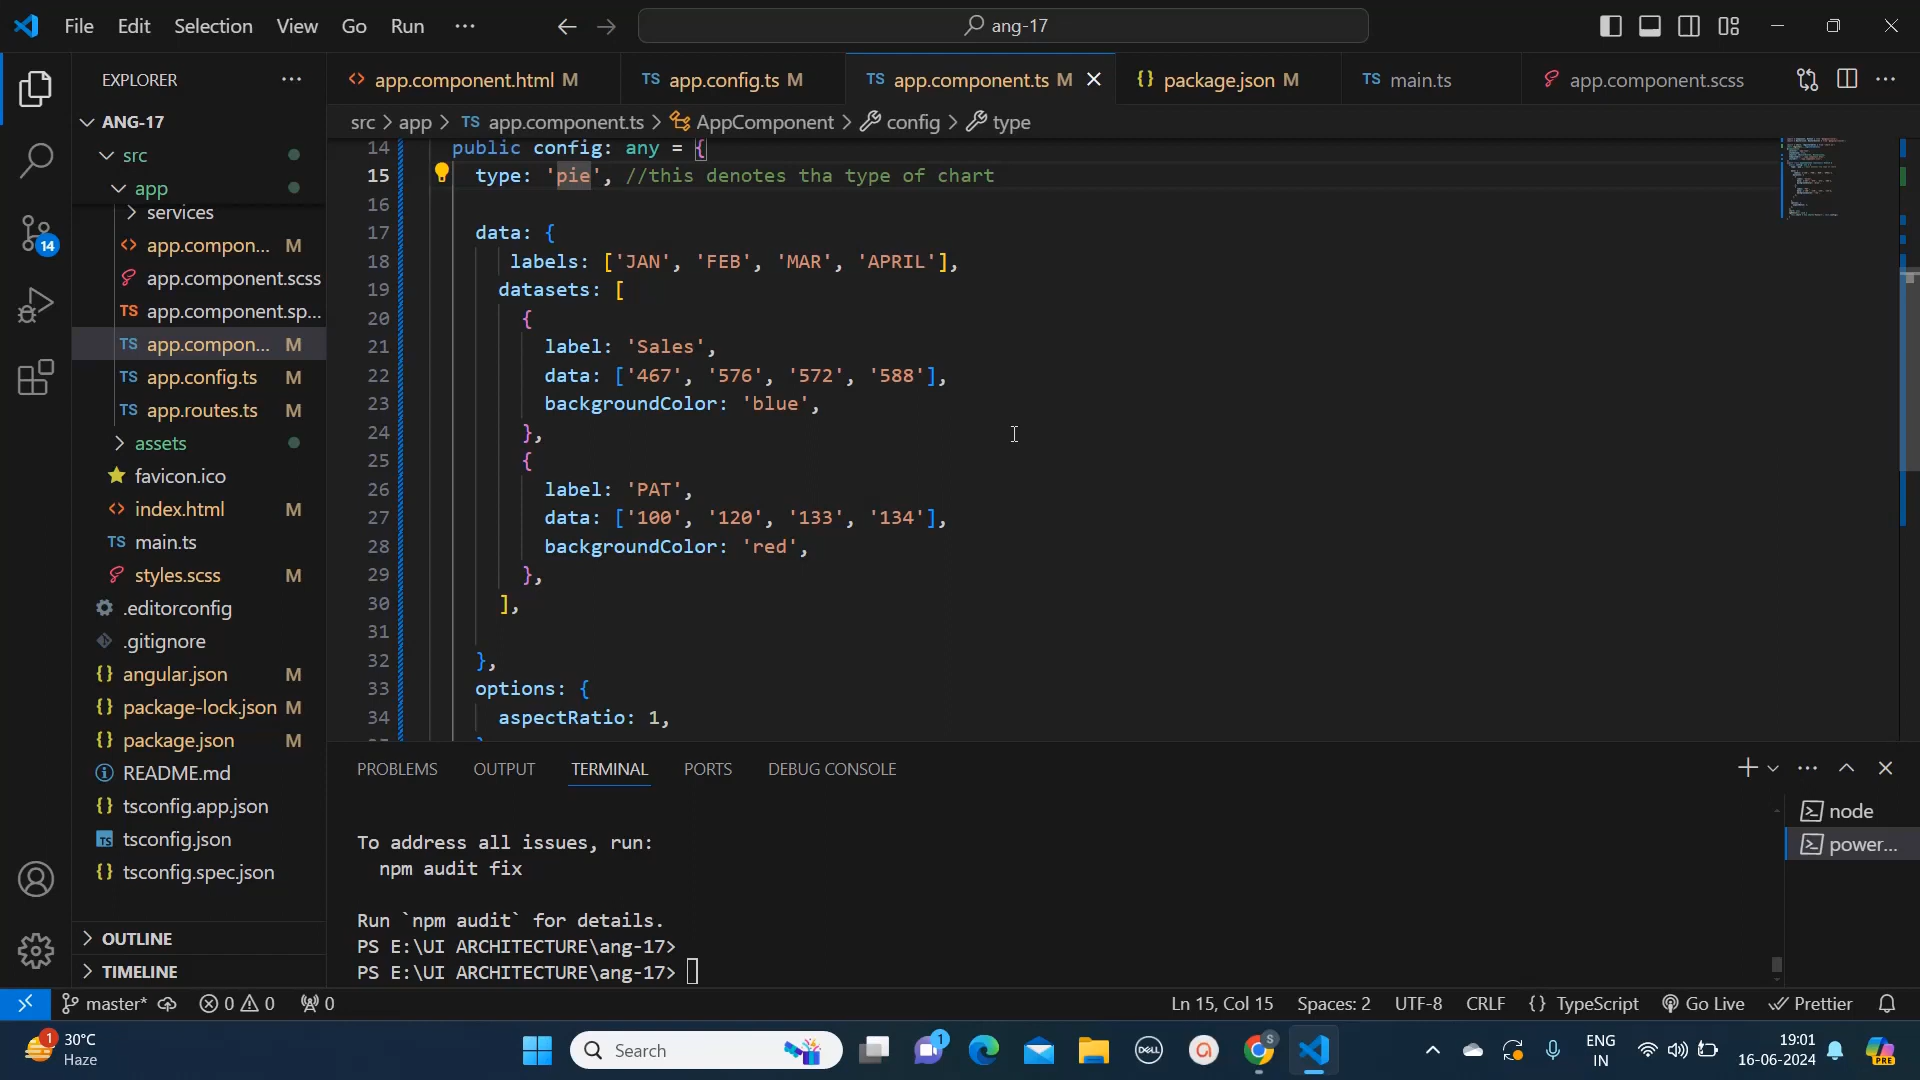 File Edit Selection View Go Run ··· ang-17
EXPLORER ···
app.component.html M app.config.ts M app.component.ts M package.json M main.ts app.component.scss ···
ANG-17
src > app > TS app.component.ts > AppComponent > config > type
src
app
services
app.compon... M
app.component.scss
TS app.component.sp...
TS app.compon... M
TS app.config.ts M
TS app.routes.ts M
assets
favicon.ico
index.html M
TS main.ts
styles.scss M
.editorconfig
.gitignore
angular.json M
package-lock.json M
package.json M
README.md
tsconfig.app.json
tsconfig.json
tsconfig.spec.json
OUTLINE
TIMELINE
14
14 public config: any = {
15 type: 'pie', //this denotes tha type of chart
16
17 data: {
18 labels: ['JAN', 'FEB', 'MAR', 'APRIL'],
19 datasets: [
20 {
21 label: 'Sales',
22 data: ['467', '576', '572', '588'],
23 backgroundColor: 'blue',
24 },
25 {
26 label: 'PAT',
27 data: ['100', '120', '133', '134'],
28 backgroundColor: 'red',
29 },
30 ],
31
32 },
33 options: {
34 aspectRatio: 1,
PROBLEMS OUTPUT TERMINAL PORTS DEBUG CONSOLE
To address all issues, run:
npm audit fix
Run `npm audit` for details.
PS E:\UI ARCHITECTURE\ang-17>
PS E:\UI ARCHITECTURE\ang-17>
node
power...
master* 0 0 0 Ln 15, Col 15 Spaces: 2 UTF-8 CRLF {} TypeScript Go Live Prettier
1 30°C
Haze
Search
1
DELL
S
ENG
IN
19:01
16-06-2024
PRE